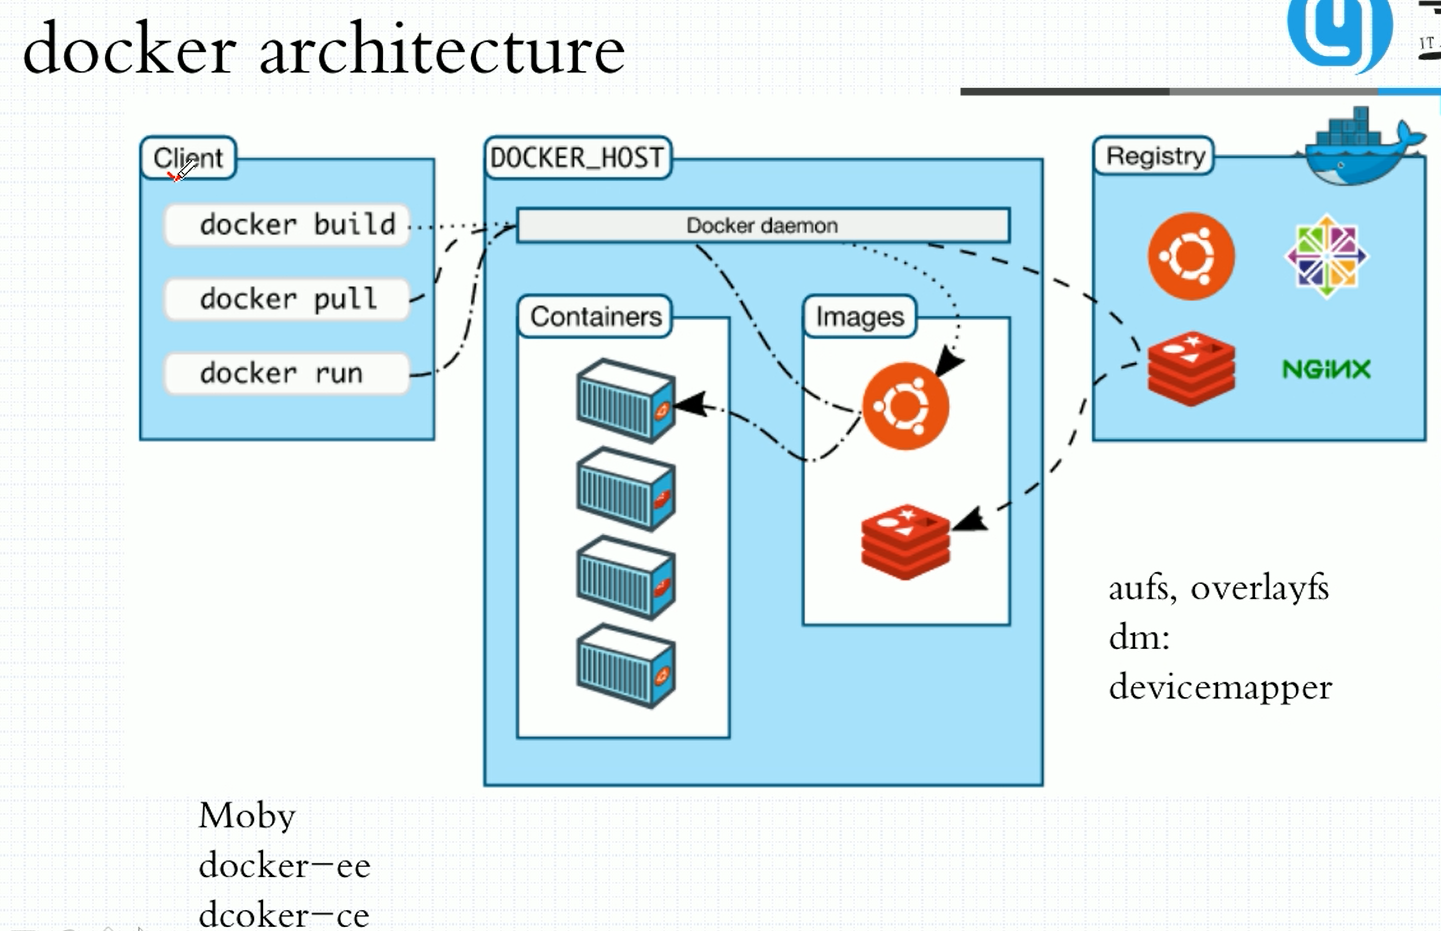 docker architecture
IT
Client
docker build
docker pull
docker run
DOCKER_HOST
Docker daemon
Containers
Images
Registry
NGiNX
aufs, overlayfs
dm:
devicemapper
Moby
docker-ee
dcoker-ce